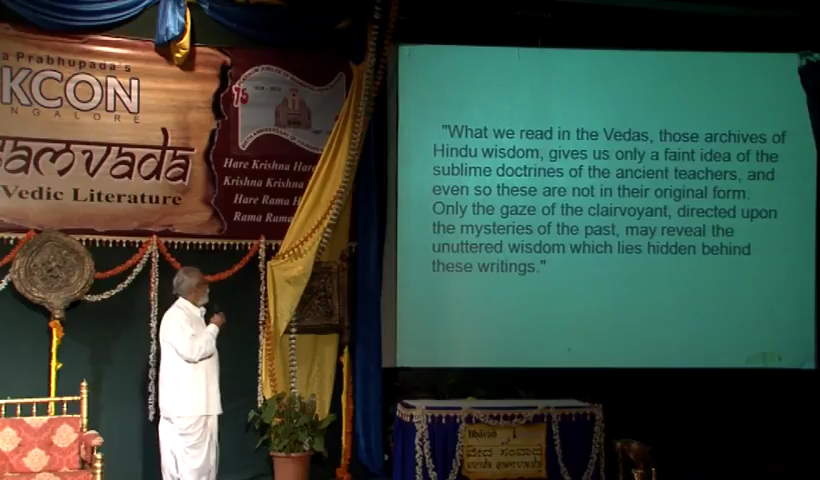 a Prabhupada's
KCON
NGALORE
samvada
Vedic Literature
75
Hare Krishna Hare
Krishna Krishna
Hare Rama H
Rama Rama
"What we read in the Vedas, those archives of
Hindu wisdom, gives us only a faint idea of the
sublime doctrines of the ancient teachers, and
even so these are not in their original form.
Only the gaze of the clairvoyant, directed upon
the mysteries of the past, may reveal the
unuttered wisdom which lies hidden behind
these writings."
Bhavan
ವೇದ ಸಂವಾದ
veda samvada